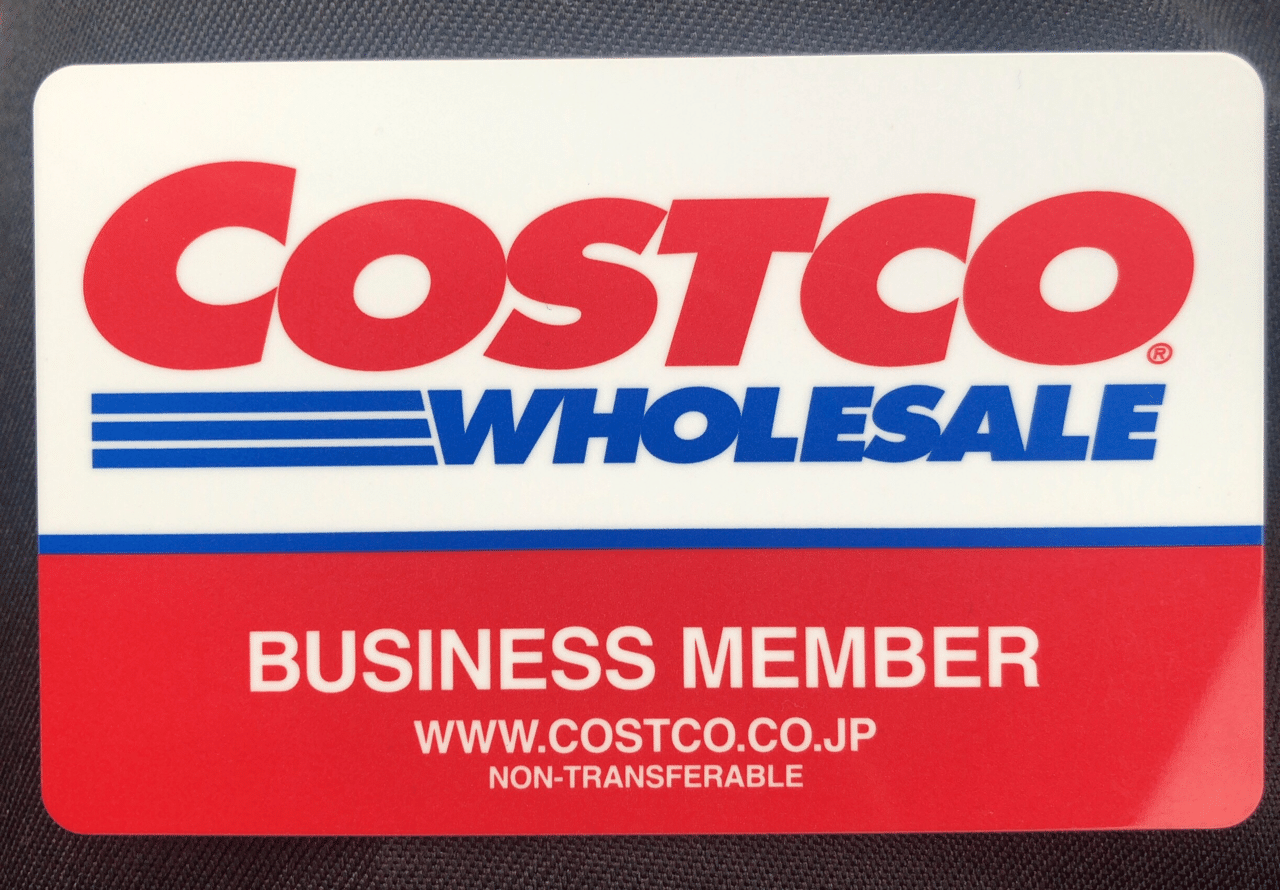 COSTCO®
WHOLESALE
BUSINESS MEMBER
WWW.COSTCO.CO.JP
NON-TRANSFERABLE